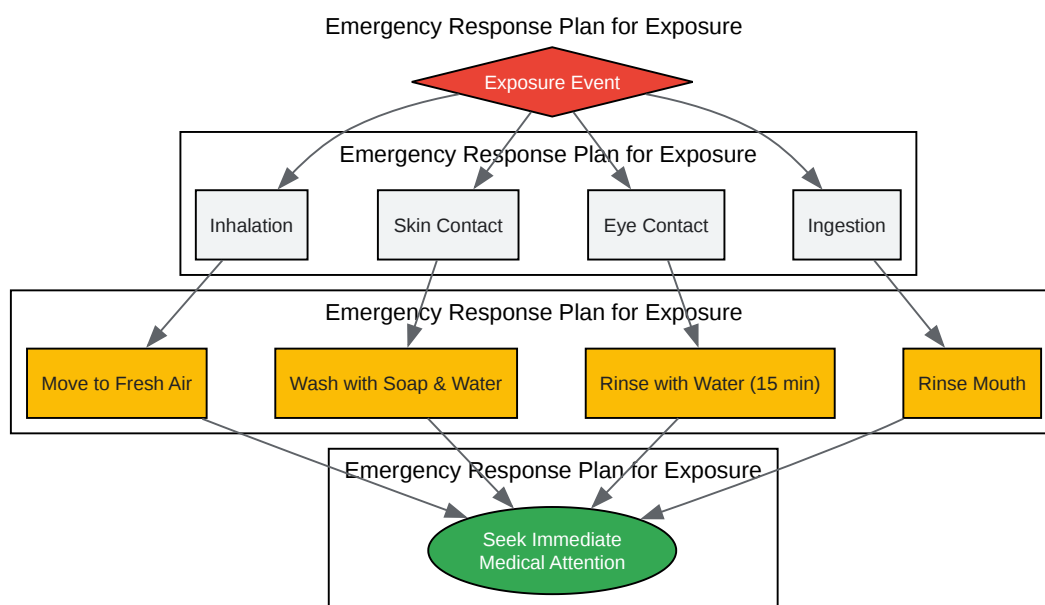 Emergency Response Plan for Exposure
Exposure Event
Emergency Response Plan for Exposure
Inhalation
Skin Contact
Eye Contact
Ingestion
Emergency Response Plan for Exposure
Move to Fresh Air
Wash with Soap & Water
Rinse with Water (15 min)
Rinse Mouth
Emergency Response Plan for Exposure
Seek Immediate
Medical Attention